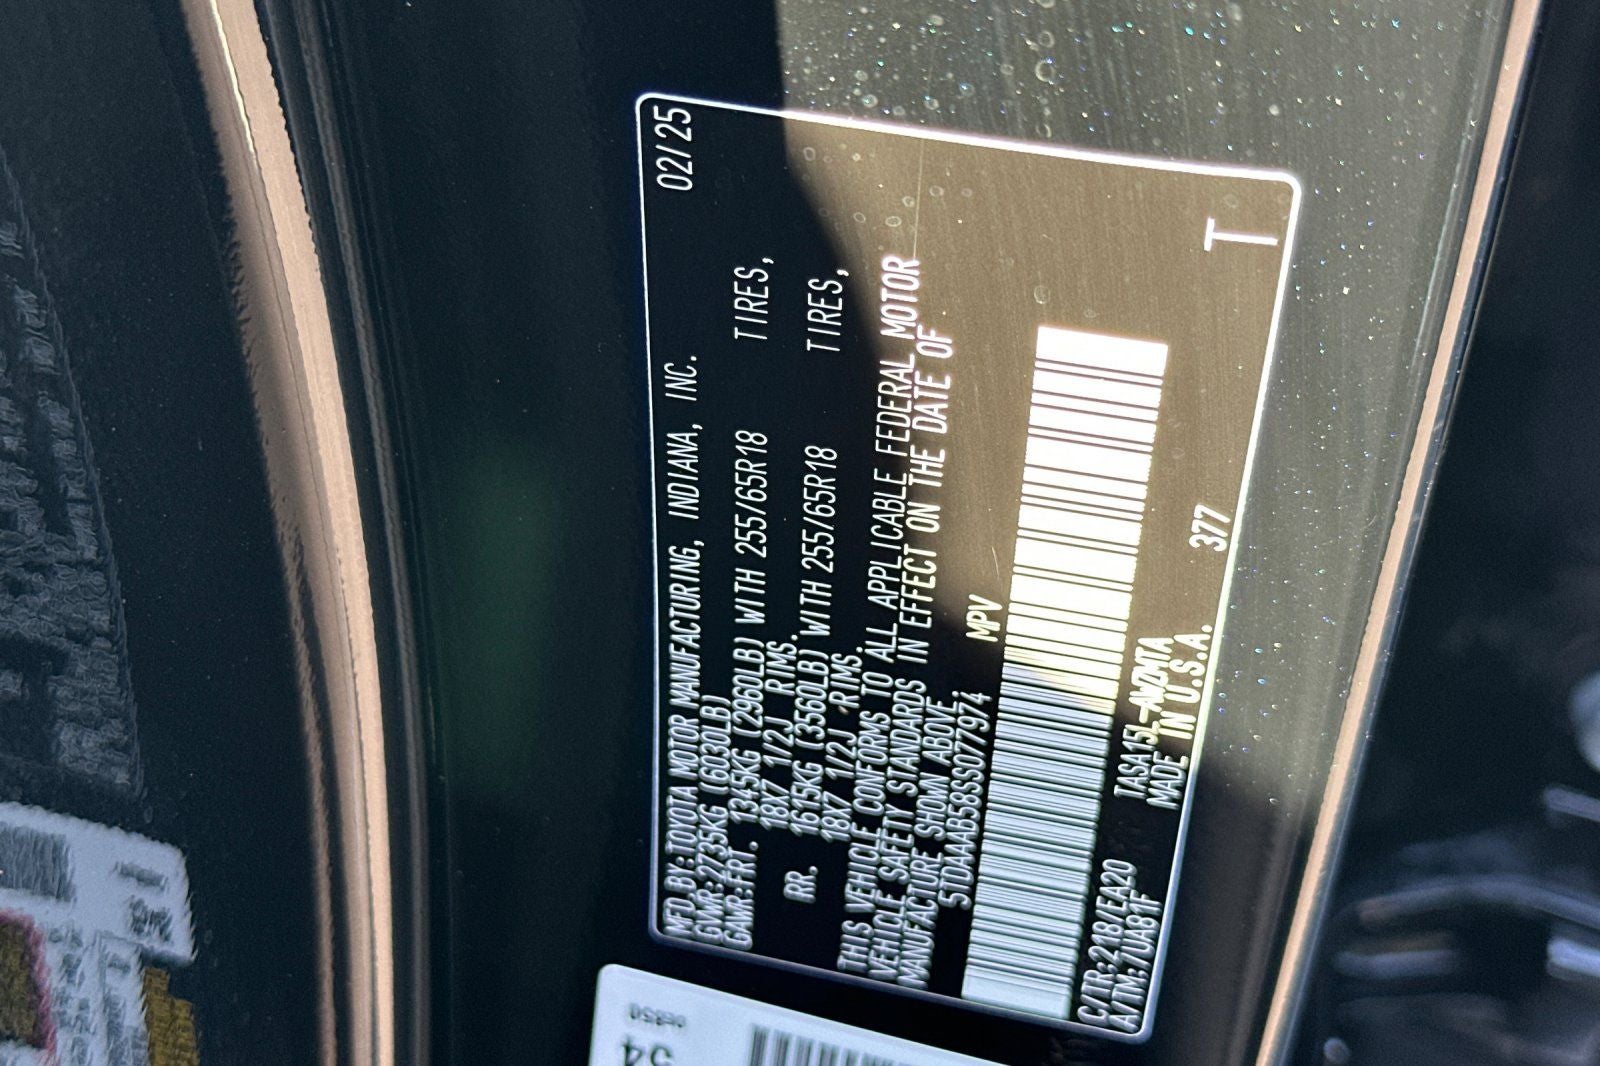 MFD.BY:TOYOTA MOTOR MANUFACTURING, INDIANA, INC. 02/25
GVWR:2735KG (6030LB)
GAWR:FRT. 1345KG (2960LB) WITH 255/65R18 TIRES,
18X7 1/2J RIMS.
RR. 1615KG (3560LB) WITH 255/65R18 TIRES,
18X7 1/2J RIMS.
THIS VEHICLE CONFORMS TO ALL APPLICABLE FEDERAL MOTOR
VEHICLE SAFETY STANDARDS IN EFFECT ON THE DATE OF
MANUFACTURE SHOWN ABOVE.
5TDAAAB58SS077974 MPV
C/TR:218/EA20 TASA15L-AWZMTA
A/TM:7UA81F MADE IN U.S.A. 377 T
54